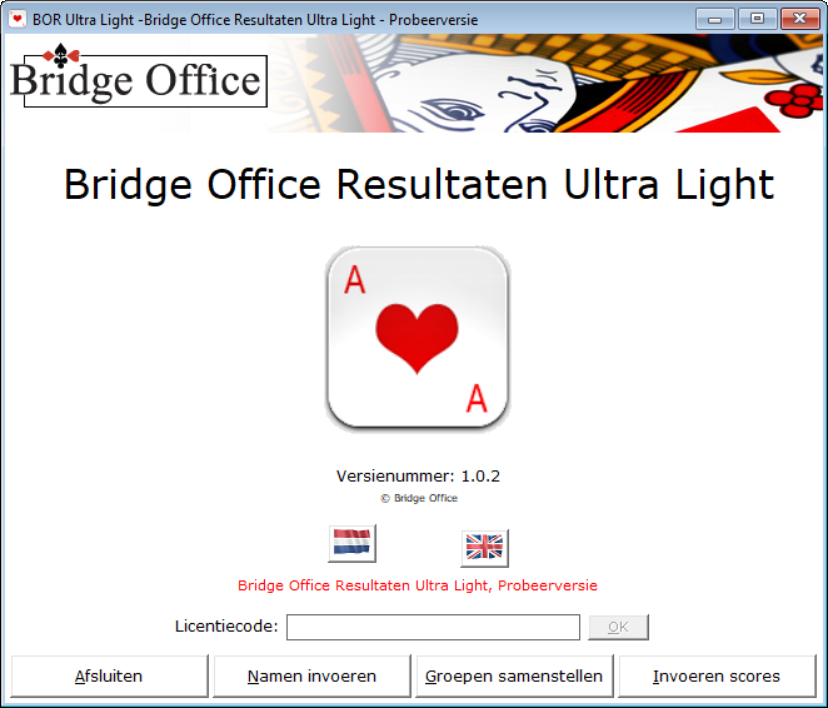 BOR Ultra Light -Bridge Office Resultaten Ultra Light - Probeerversie
Bridge Office
Bridge Office Resultaten Ultra Light
A
A
Versienummer: 1.0.2
© Bridge Office
Bridge Office Resultaten Ultra Light, Probeerversie
Licentiecode: OK
Afsluiten Namen invoeren Groepen samenstellen Invoeren scores